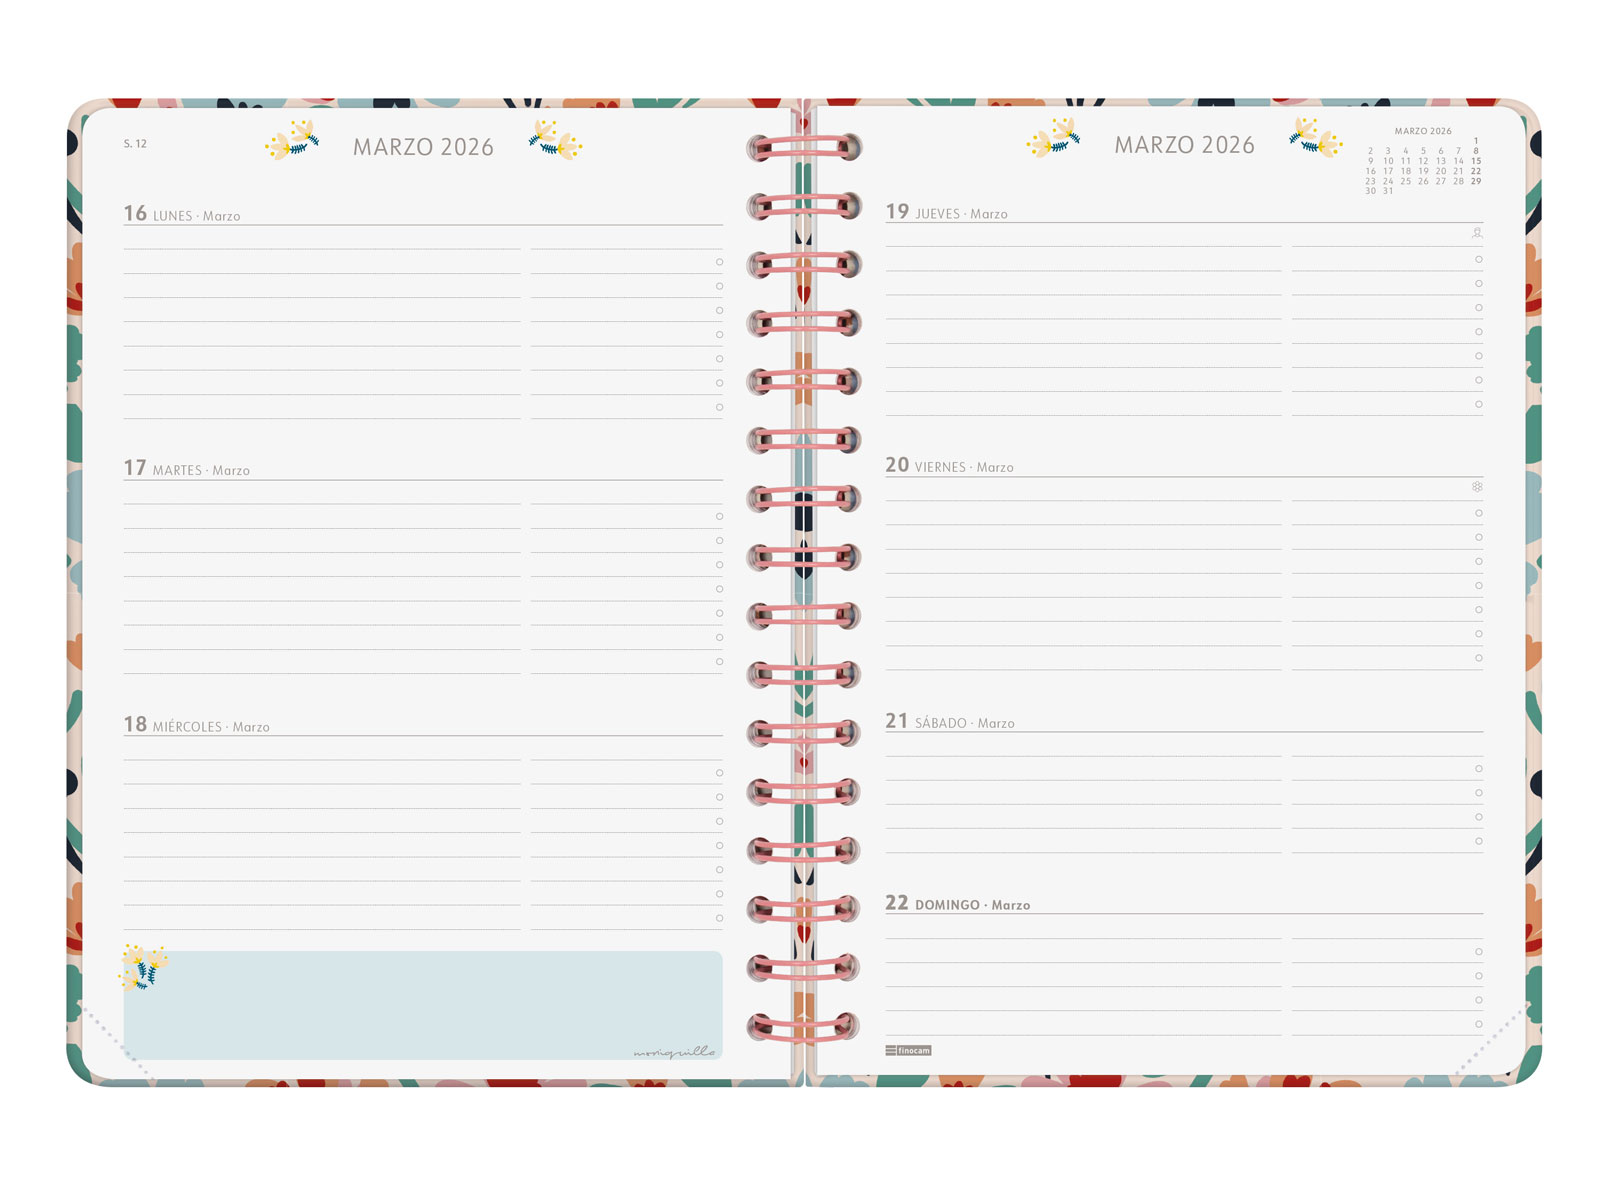 S. 12
MARZO 2026
16 LUNES · Marzo
17 MARTES · Marzo
18 MIÉRCOLES · Marzo
moniquilla
MARZO 2026
MARZO 2026
1
2 3 4 5 6 7 8
9 10 11 12 13 14 15
16 17 18 19 20 21 22
23 24 25 26 27 28 29
30 31
19 JUEVES · Marzo
20 VIERNES · Marzo
21 SÁBADO · Marzo
22 DOMINGO · Marzo
finocam